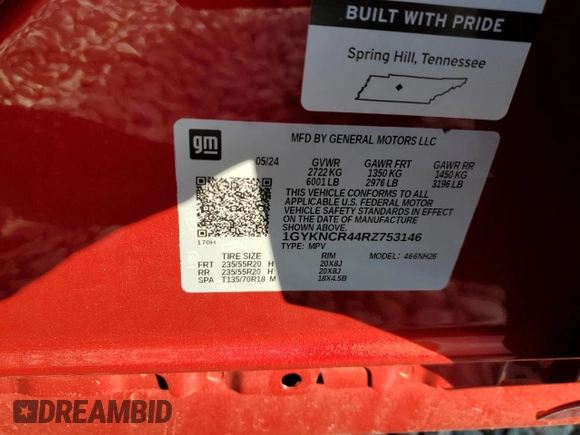 BUILT WITH PRIDE
Spring Hill, Tennessee
gm
MFD BY GENERAL MOTORS LLC
05/24 GVWR GAWR FRT GAWR RR
2722 KG 1350 KG 1450 KG
6001 LB 2976 LB 3196 LB
THIS VEHICLE CONFORMS TO ALL
APPLICABLE U.S. FEDERAL MOTOR
VEHICLE SAFETY STANDARDS IN EFFECT
ON THE DATE OF MANUFACTURE
SHOWN ABOVE.
1GYKNCR44RZ753146
TYPE: MPV MODEL: 466NH26
170H
TIRE SIZE RIM
FRT 235/55R20 H 20X8J
RR 235/55R20 H 20X8J
SPA T135/70R18 M 18X4.5B
DREAMBID